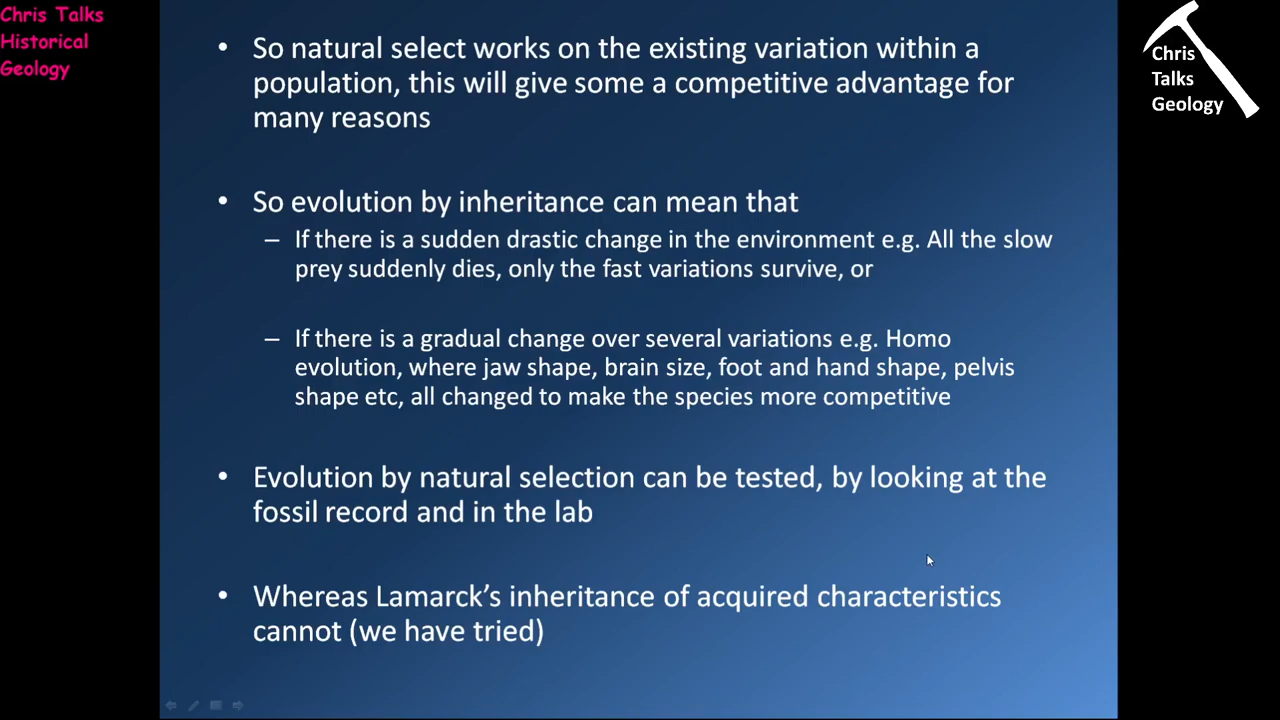 Chris Talks
Historical
Geology
Chris
Talks
Geology
• So natural select works on the existing variation within a
population, this will give some a competitive advantage for
many reasons
• So evolution by inheritance can mean that
– If there is a sudden drastic change in the environment e.g. All the slow
prey suddenly dies, only the fast variations survive, or
– If there is a gradual change over several variations e.g. Homo
evolution, where jaw shape, brain size, foot and hand shape, pelvis
shape etc, all changed to make the species more competitive
• Evolution by natural selection can be tested, by looking at the
fossil record and in the lab
• Whereas Lamarck’s inheritance of acquired characteristics
cannot (we have tried)